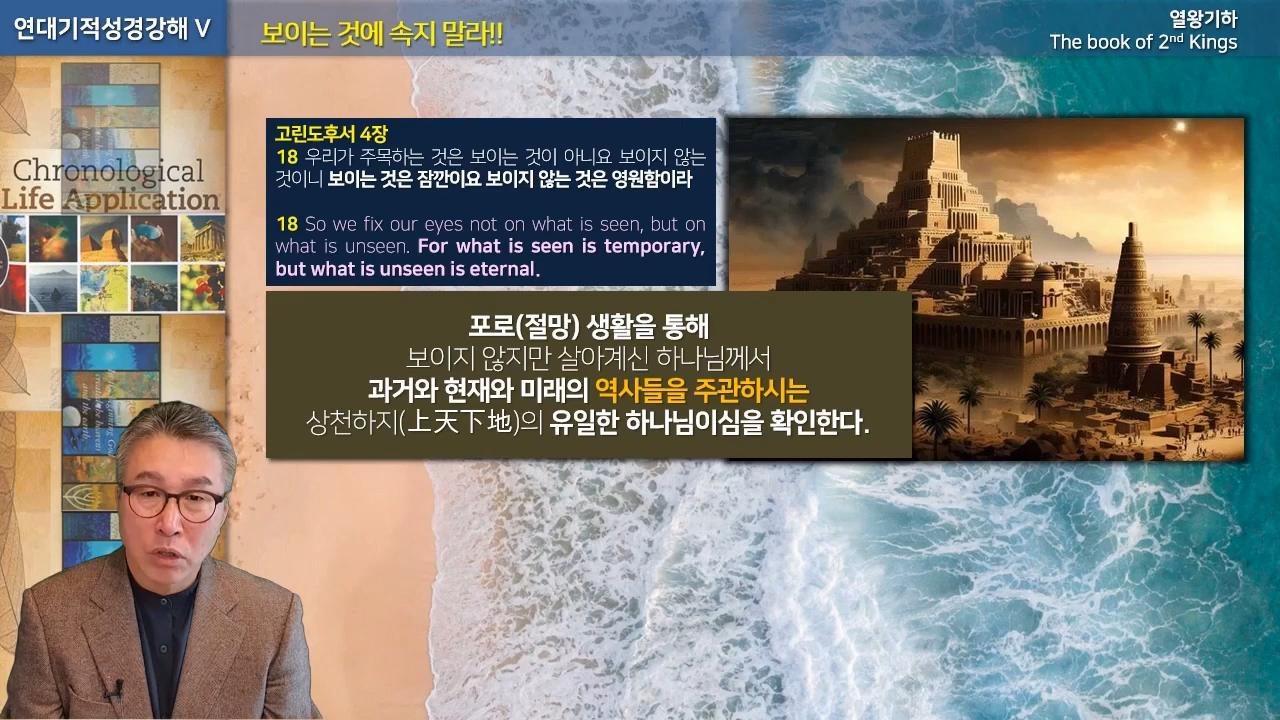 연대기적성경강해 V
보이는 것에 속지 말라!!
열왕기하
The book of 2nd Kings
Chronological
Life Application
고린도후서 4장
18 우리가 주목하는 것은 보이는 것이 아니요 보이지 않는
것이니 보이는 것은 잠깐이요 보이지 않는 것은 영원함이라
18 So we fix our eyes not on what is seen, but on
what is unseen. For what is seen is temporary,
but what is unseen is eternal.
포로(절망) 생활을 통해
보이지 않지만 살아계신 하나님께서
과거와 현재와 미래의 역사들을 주관하시는
상천하지(上天下地)의 유일한 하나님이심을 확인한다.